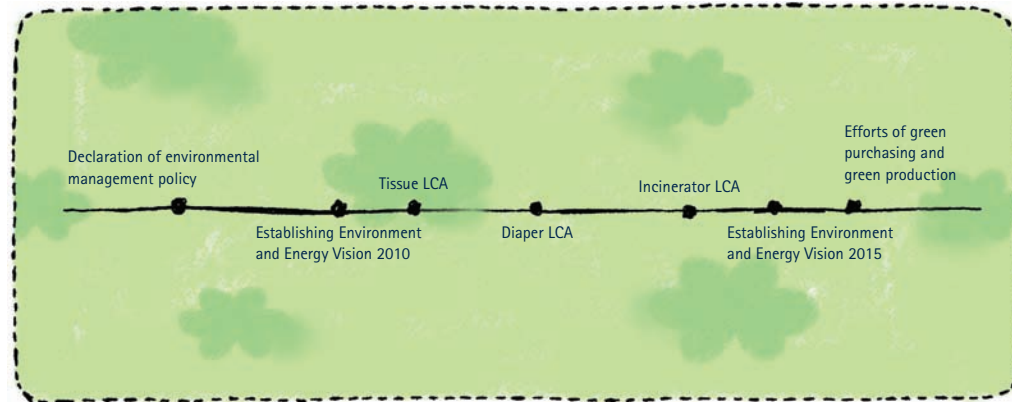 Declaration of environmental
management policy
Establishing Environment
and Energy Vision 2010
Tissue LCA
Diaper LCA
Incinerator LCA
Establishing Environment
and Energy Vision 2015
Efforts of green
purchasing and
green production